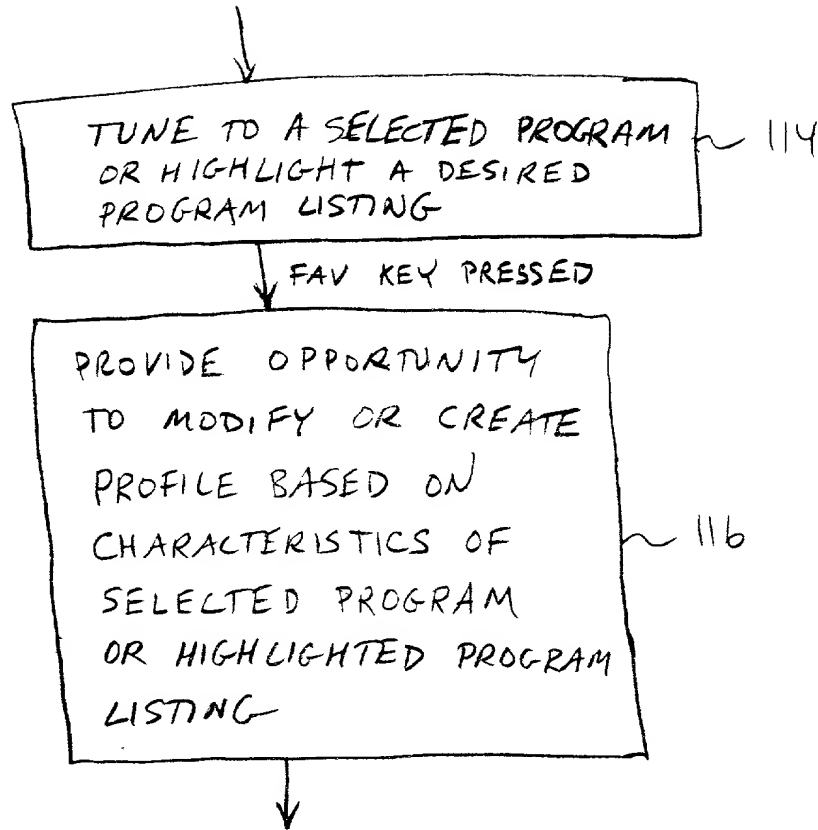 TUNE TO A SELECTED PROGRAM
OR HIGHLIGHT A DESIRED
PROGRAM LISTING
114
FAV KEY PRESSED
PROVIDE OPPORTUNITY
TO MODIFY OR CREATE
PROFILE BASED ON
CHARACTERISTICS OF
SELECTED PROGRAM
OR HIGHLIGHTED PROGRAM
LISTING
116